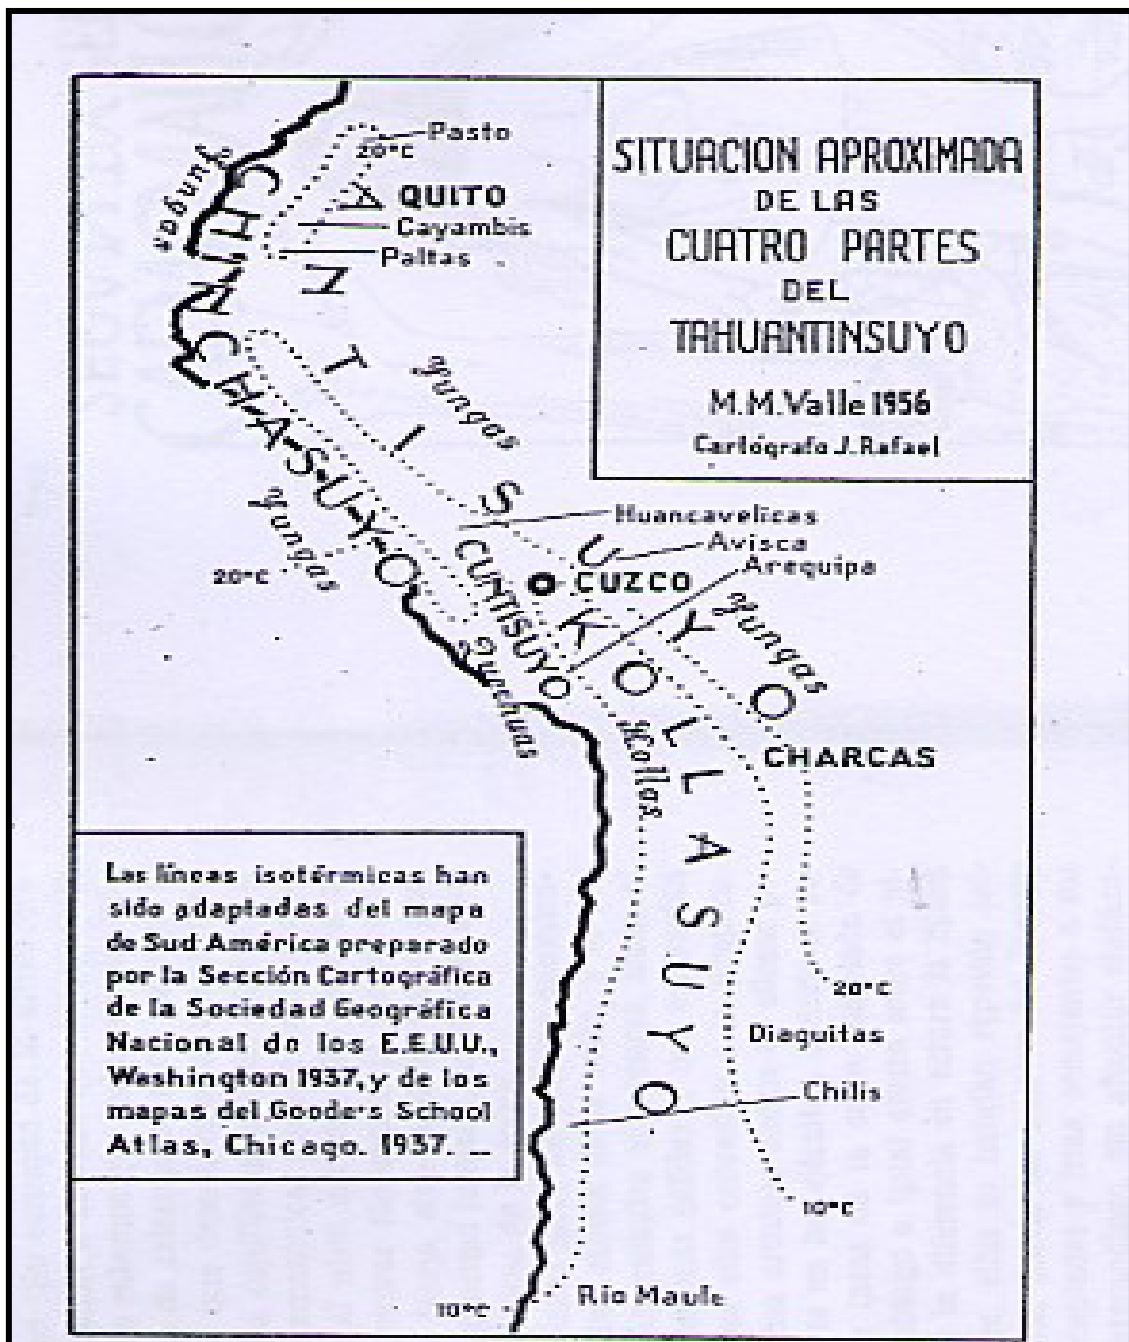 SITUACION APROXIMADA
DE LAS
CUATRO PARTES
DEL
TAHUANTINSUYO
M.M.Valle 1956
Cartógrafo J. Rafael
Pasto
20°C
QUITO
Cayambis
Paltas
Yungas
CHINCHASUYO
ANTISUYO
Yungas
Yungas
20°C
Huancavelicas
Avisca
Arequipa
CUZCO
CUNTISUYO
Quechuas
Yungas
KOLLASUYO
Kollas
CHARCAS
20°C
Diaguitas
Chilis
10°C
Rio Maule
10°C
Las líneas isotérmicas han
sido adaptadas del mapa
de Sud América preparado
por la Sección Cartográfica
de la Sociedad Geográfica
Nacional de los E.E.U.U.,
Washington 1937, y de los
mapas del Goode's School
Atlas, Chicago. 1937. _